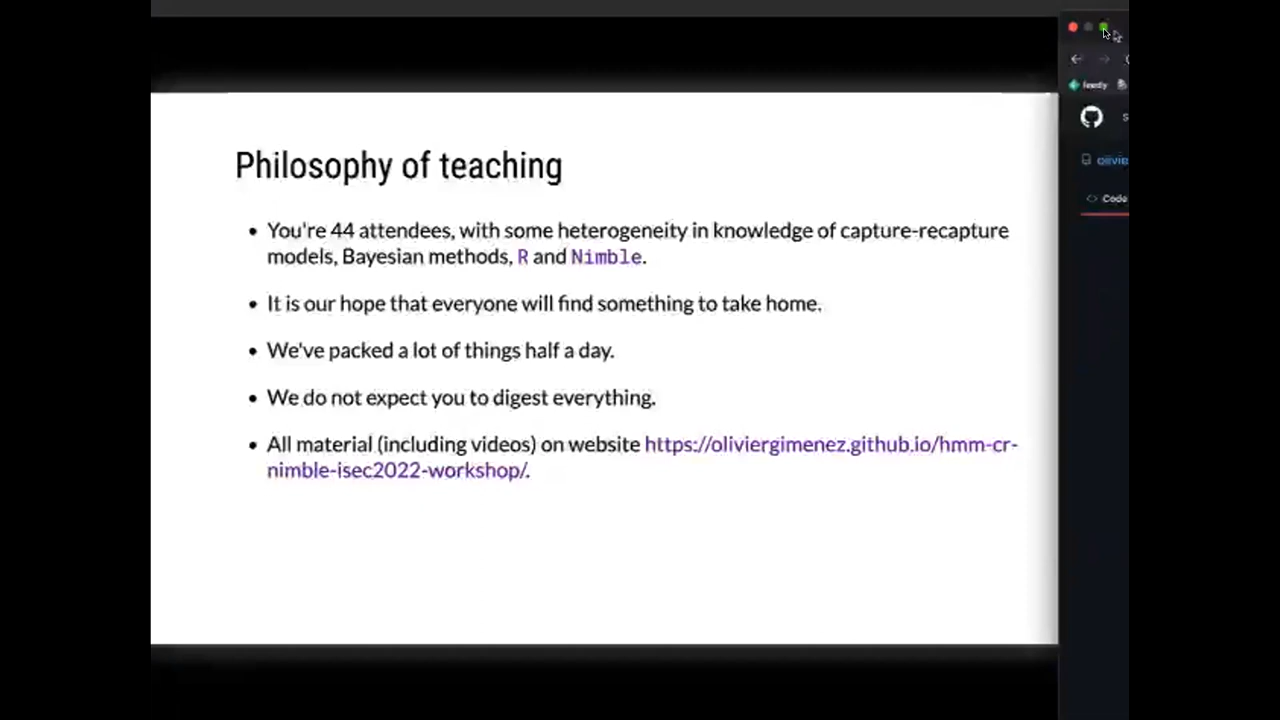 Philosophy of teaching
You're 44 attendees, with some heterogeneity in knowledge of capture-recapture
models, Bayesian methods, R and Nimble.
It is our hope that everyone will find something to take home.
We've packed a lot of things half a day.
We do not expect you to digest everything.
All material (including videos) on website https://oliviergimenez.github.io/hmm-cr-
nimble-isec2022-workshop/.
feedly
olivie
Code